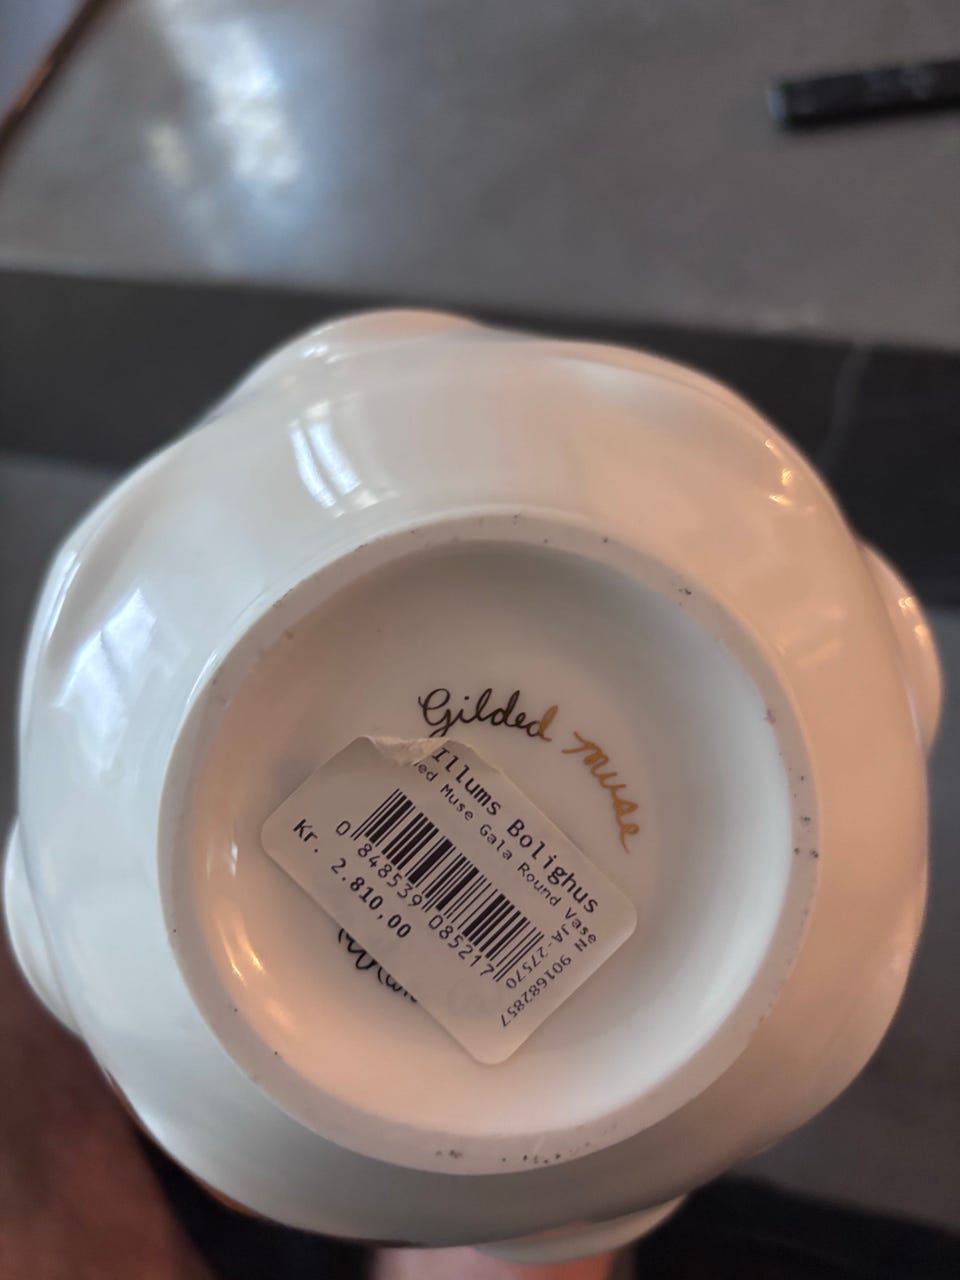 Gilded Muse
Illums Bolighus
ed Muse Gala Round Vase
0 848539 085217
Kr. 2.810,00
JA-27570
N 901682857